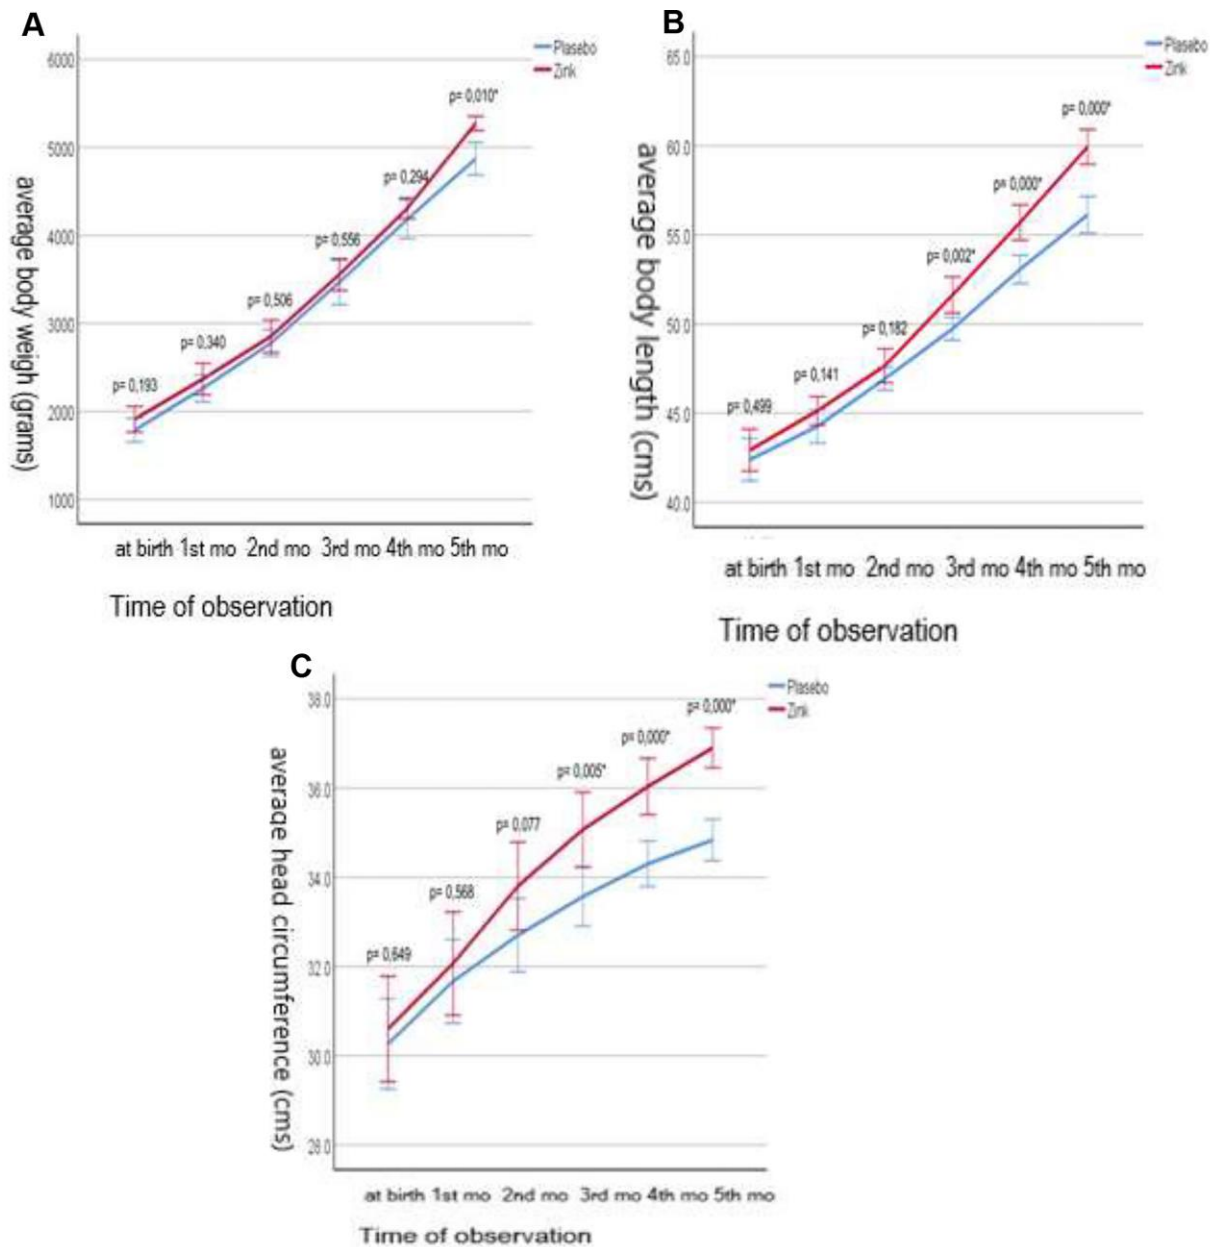 A
Plasebo
Zink
6000
5000
4000
3000
2000
1000
average body weigh (grams)
p= 0,193
p= 0,340
p= 0,506
p= 0,556
p= 0,294
p= 0,010*
at birth 1st mo 2nd mo 3rd mo 4th mo 5th mo
Time of observation
B
Plasebo
Zink
65.0
60.0
55.0
50.0
45.0
40.0
average body length (cms)
p= 0,499
p= 0,141
p= 0,182
p= 0,002*
p= 0,000*
p= 0,000*
at birth 1st mo 2nd mo 3rd mo 4th mo 5th mo
Time of observation
C
Plasebo
Zink
38.0
36.0
34.0
32.0
30.0
28.0
average head circumference (cms)
p= 0,649
p= 0,568
p= 0,077
p= 0,005*
p= 0,000*
p= 0,000*
at birth 1st mo 2nd mo 3rd mo 4th mo 5th mo
Time of observation